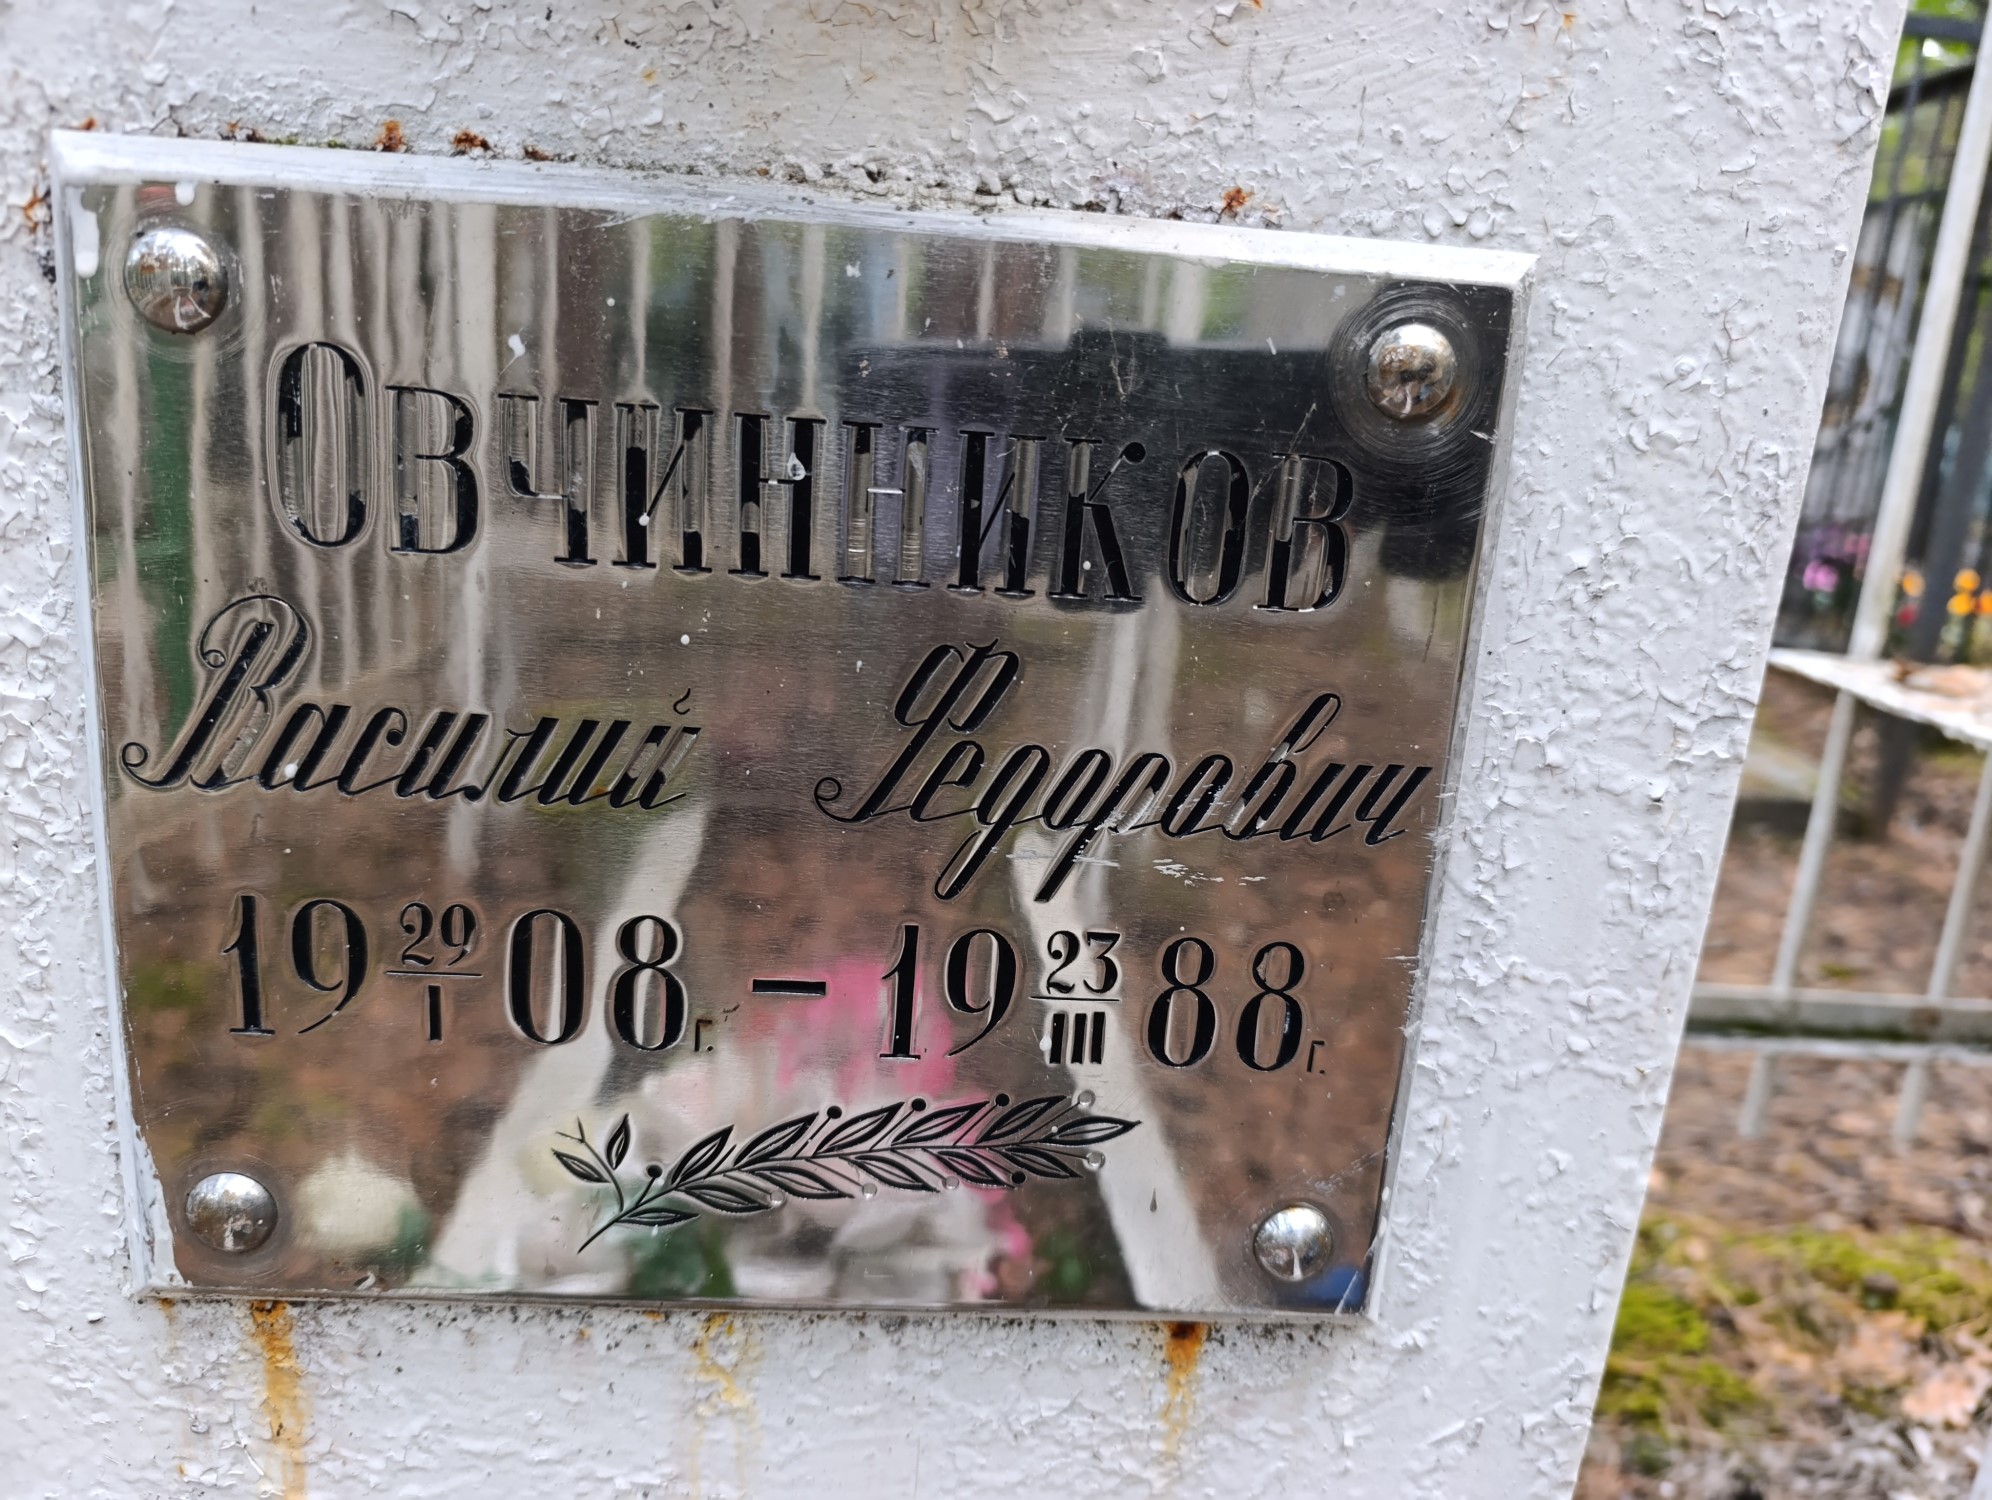 Овчинников
Василий Федорович
19 29/I 08 г. – 19 23/III 88 г.